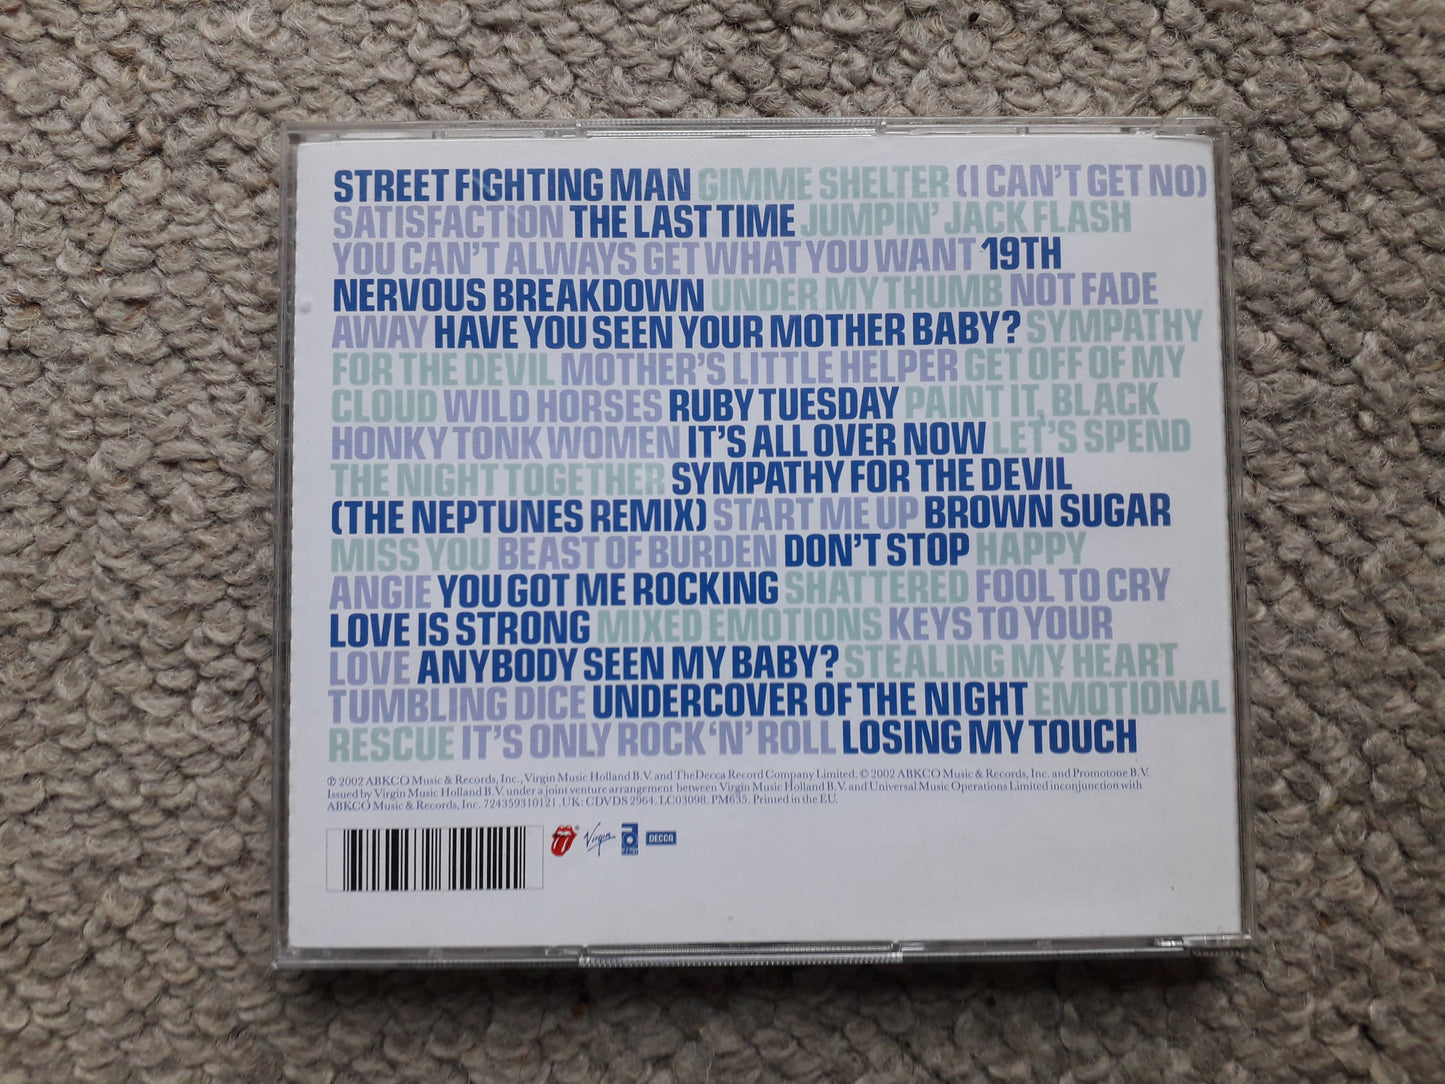 STREET FIGHTING MAN GIMME SHELTER (I CAN'T GET NO)
SATISFACTION THE LAST TIME JUMPIN' JACK FLASH
YOU CAN'T ALWAYS GET WHAT YOU WANT 19TH
NERVOUS BREAKDOWN UNDER MY THUMB NOT FADE
AWAY HAVE YOU SEEN YOUR MOTHER BABY? SYMPATHY
FOR THE DEVIL MOTHER'S LITTLE HELPER GET OFF OF MY
CLOUD WILD HORSES RUBY TUESDAY PAINT IT, BLACK
HONKY TONK WOMEN IT'S ALL OVER NOW LET'S SPEND
THE NIGHT TOGETHER SYMPATHY FOR THE DEVIL
(THE NEPTUNES REMIX) START ME UP BROWN SUGAR
MISS YOU BEAST OF BURDEN DON'T STOP HAPPY
ANGIE YOU GOT ME ROCKING SHATTERED FOOL TO CRY
LOVE IS STRONG MIXED EMOTIONS KEYS TO YOUR
LOVE ANYBODY SEEN MY BABY? STEALING MY HEART
TUMBLING DICE UNDERCOVER OF THE NIGHT EMOTIONAL
RESCUE IT'S ONLY ROCK 'N' ROLL LOSING MY TOUCH
℗ 2002 ABKCO Music & Records, Inc., Virgin Music Holland B.V. and TheDecca Record Company Limited. © 2002 ABKCO Music & Records, Inc. and Promotone B.V.
Issued by Virgin Music Holland B.V. under a joint venture arrangement between Virgin Music Holland B.V. and Universal Music Operations Limited inconjunction with
ABKCO Music & Records, Inc. 724359310121. UK: CDVDS 2964. LC03098. PM635. Printed in the EU.
Virgin
DECCA